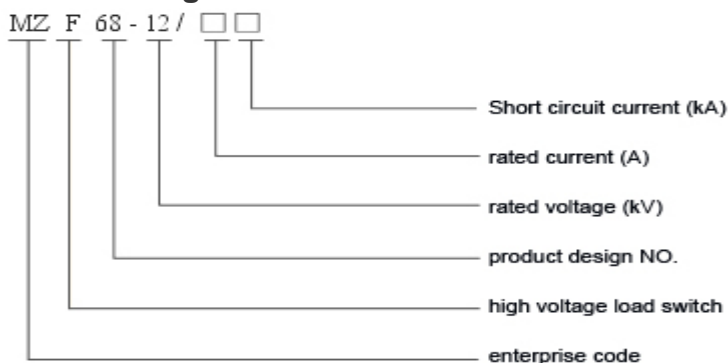 MZ F 68 - 12 / □ □
Short circuit current (kA)
rated current (A)
rated voltage (kV)
product design NO.
high voltage load switch
enterprise code